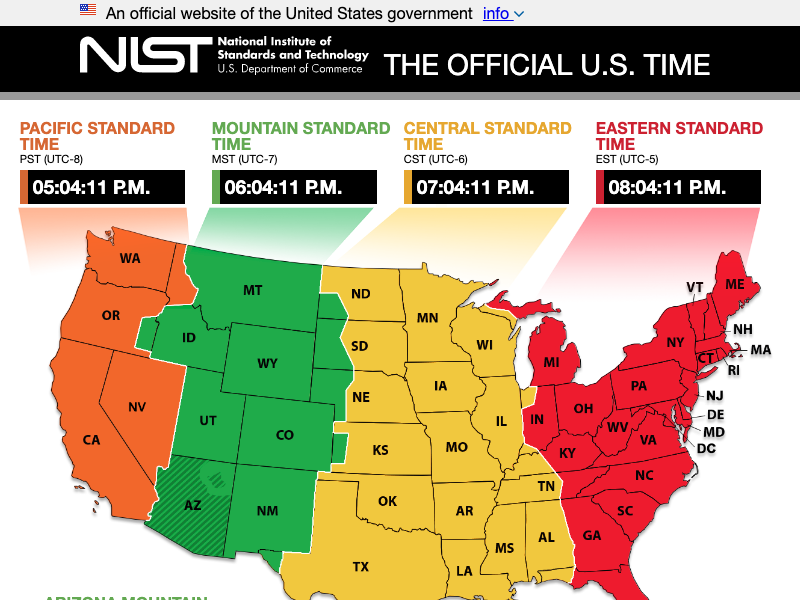 An official website of the United States government info
NIST
National Institute of
Standards and Technology
U.S. Department of Commerce
THE OFFICIAL U.S. TIME
PACIFIC STANDARD
TIME
PST (UTC-8)
05:04:11 P.M.
MOUNTAIN STANDARD
TIME
MST (UTC-7)
06:04:11 P.M.
CENTRAL STANDARD
TIME
CST (UTC-6)
07:04:11 P.M.
EASTERN STANDARD
TIME
EST (UTC-5)
08:04:11 P.M.
WA
OR
CA
NV
MT
ID
WY
UT
CO
AZ
NM
ND
SD
NE
KS
OK
TX
MN
IA
MO
AR
LA
WI
IL
MS
AL
TN
MI
IN
OH
KY
WV
VA
NC
SC
GA
PA
NY
VT
ME
NH
MA
CT
RI
NJ
DE
MD
DC
ARIZONA MOUNTAIN